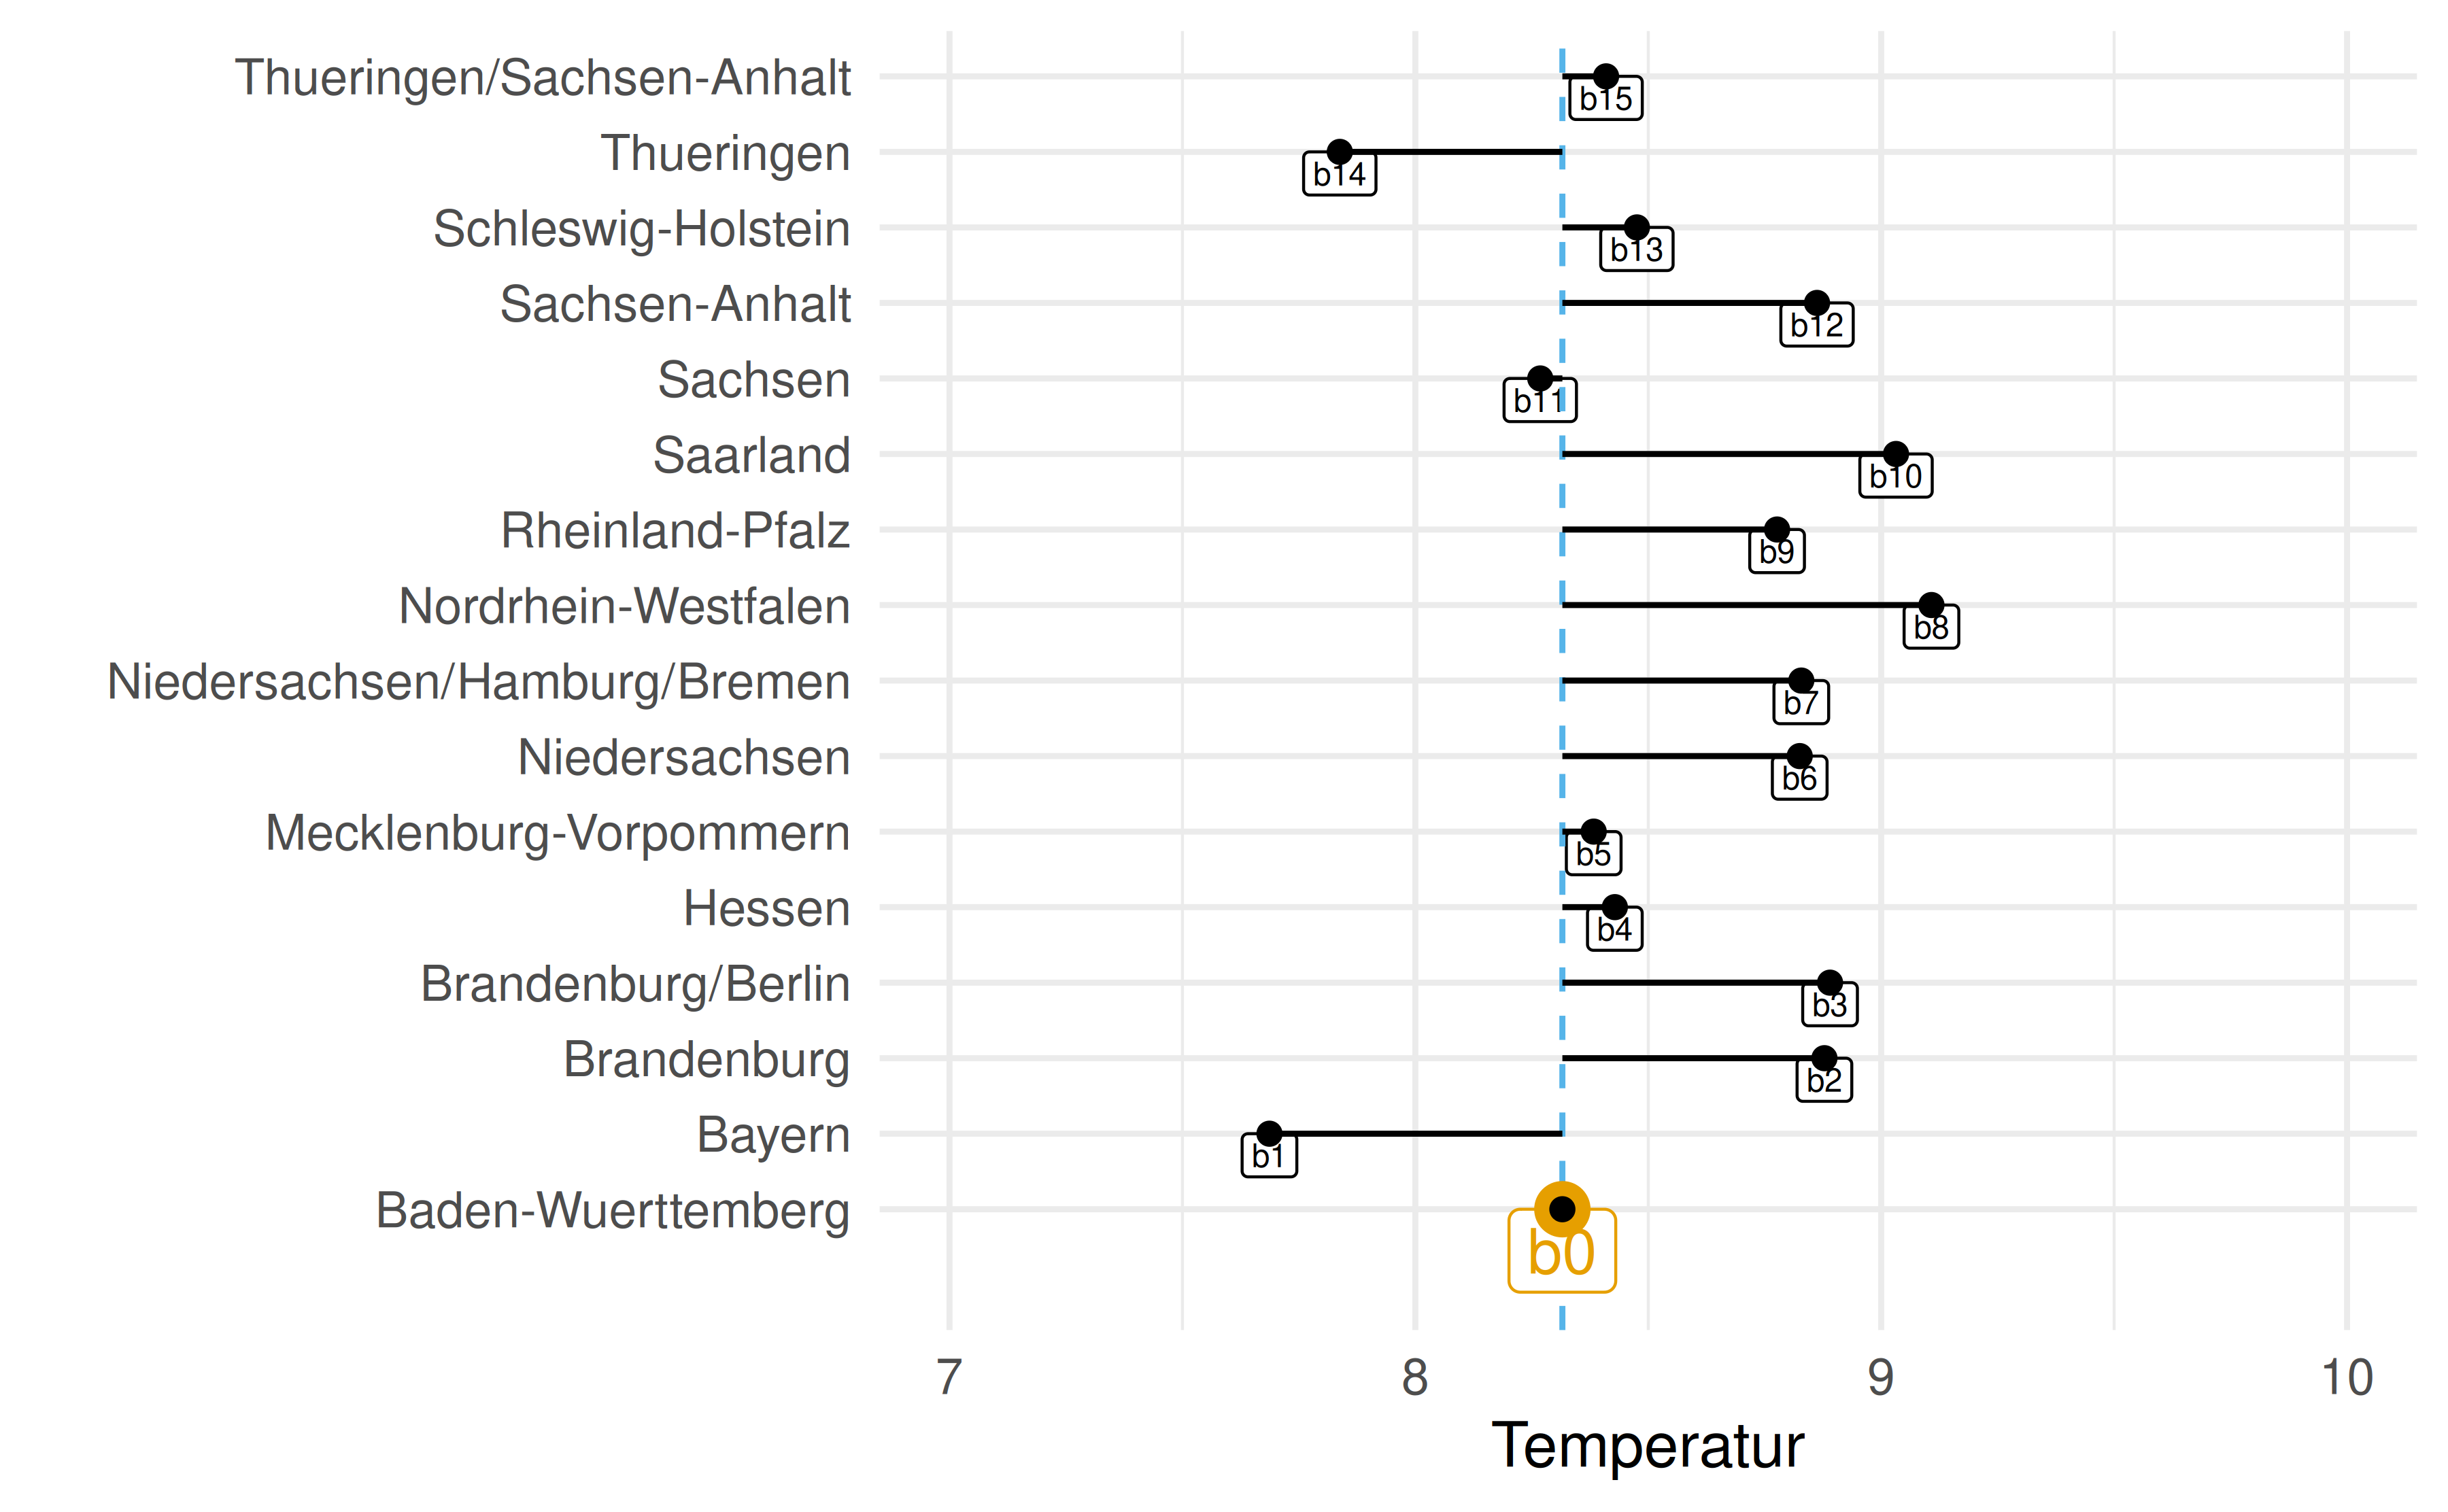 Thueringen/Sachsen-Anhalt
b15
Thueringen
b14
Schleswig-Holstein
b13
Sachsen-Anhalt
b12
Sachsen
b11
Saarland
b10
Rheinland-Pfalz
b9
Nordrhein-Westfalen
b8
Niedersachsen/Hamburg/Bremen
b7
Niedersachsen
b6
Mecklenburg-Vorpommern
b5
Hessen
b4
Brandenburg/Berlin
b3
Brandenburg
b2
Bayern
b1
Baden-Wuerttemberg
b0
7 8 9 10
Temperatur